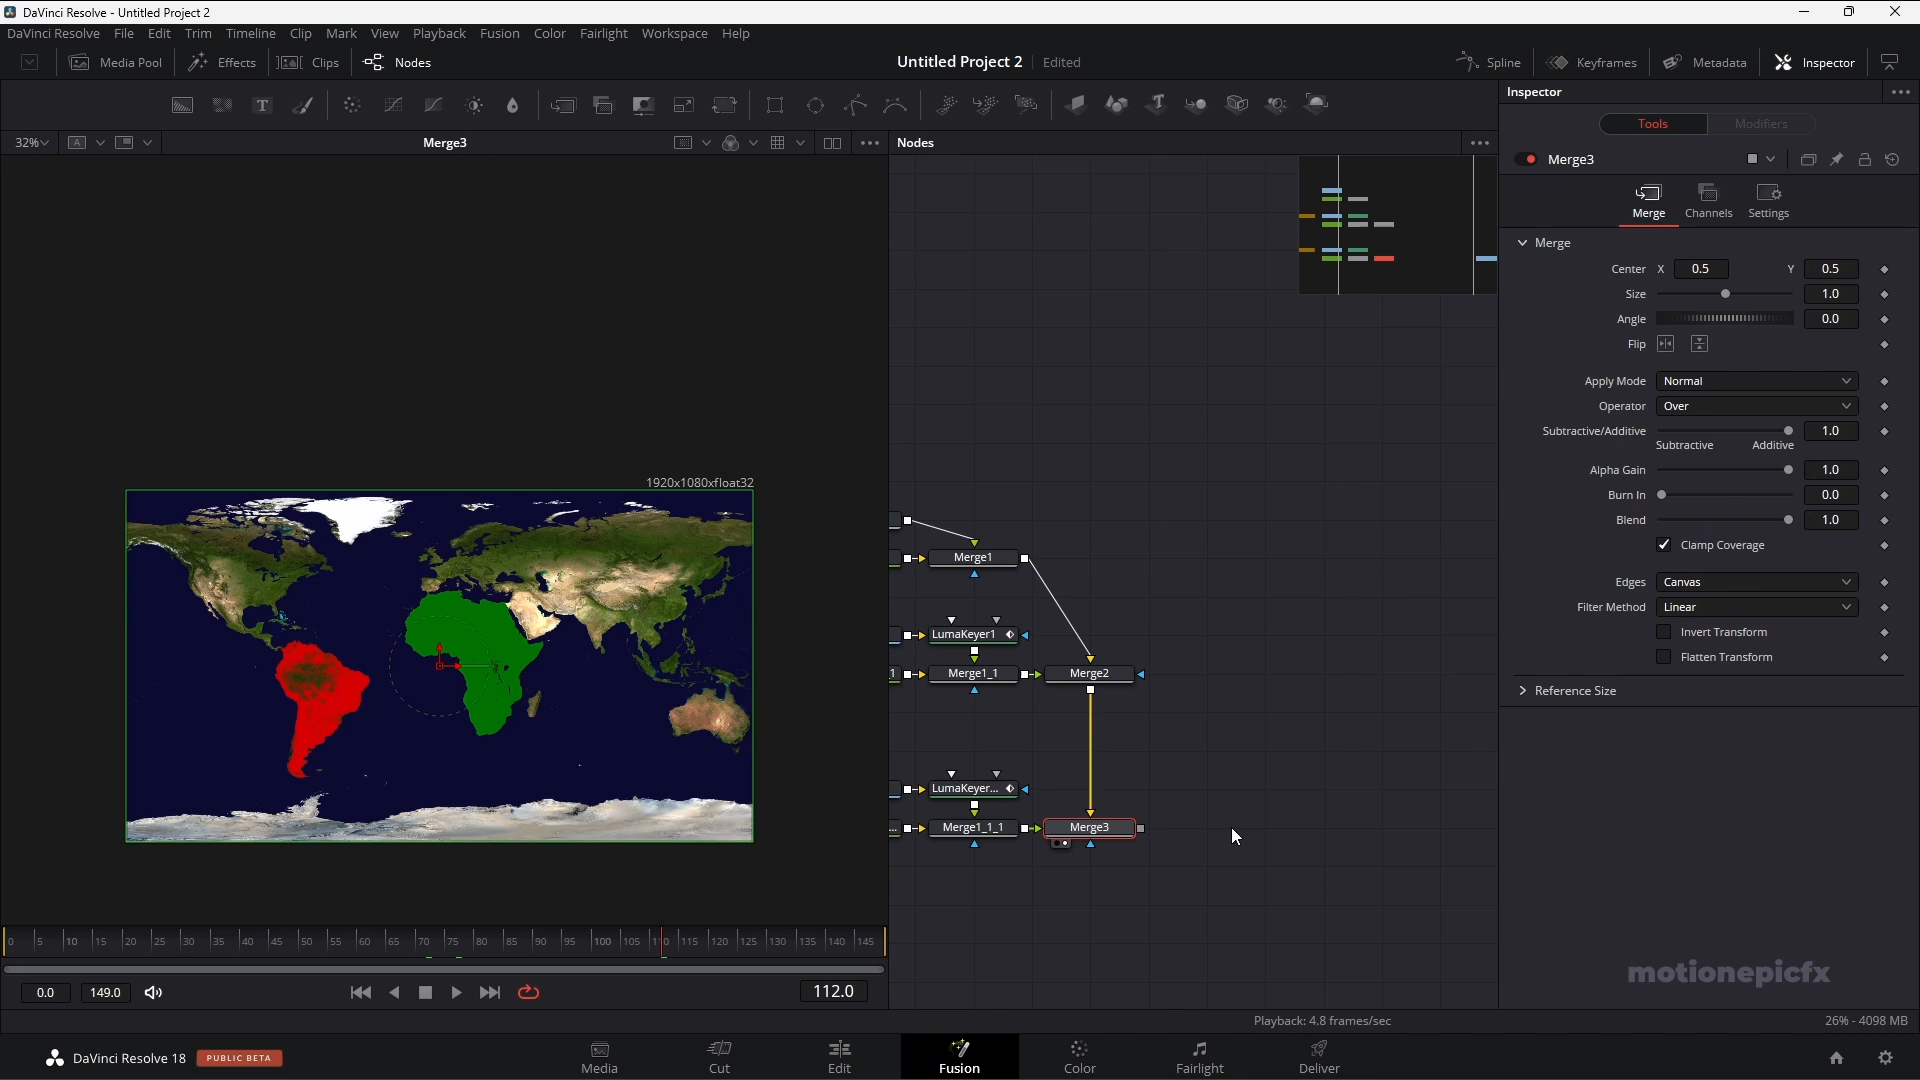 DaVinci Resolve - Untitled Project 2
DaVinci Resolve File Edit Trim Timeline Clip Mark View Playback Fusion Color Fairlight Workspace Help
Media Pool Effects Clips Nodes Untitled Project 2 Edited Spline Keyframes Metadata Inspector
Inspector
Tools Modifiers
32% A Merge3 Nodes
Merge3
Merge Channels Settings
Merge
Center X 0.5 Y 0.5
Size 1.0
Angle 0.0
Flip
Apply Mode Normal
Operator Over
Subtractive/Additive 1.0
Subtractive Additive
Alpha Gain 1.0
Burn In 0.0
Blend 1.0
Clamp Coverage
Edges Canvas
Filter Method Linear
Invert Transform
Flatten Transform
Reference Size
1920x1080xfloat32
Merge1
LumaKeyer1
1 Merge1_1 Merge2
LumaKeyer...
... Merge1_1_1 Merge3
0 5 10 15 20 25 30 35 40 45 50 55 60 65 70 75 80 85 90 95 100 105 110 115 120 125 130 135 140 145
0.0 149.0 112.0
motionepicfx
Playback: 4.8 frames/sec 26% - 4098 MB
DaVinci Resolve 18 PUBLIC BETA
Media Cut Edit Fusion Color Fairlight Deliver